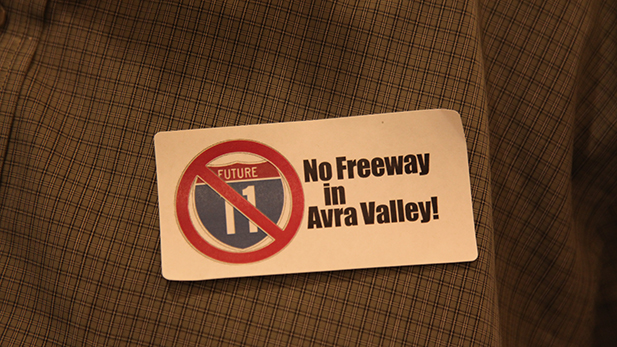 FUTURE
11
No Freeway
in
Avra Valley!